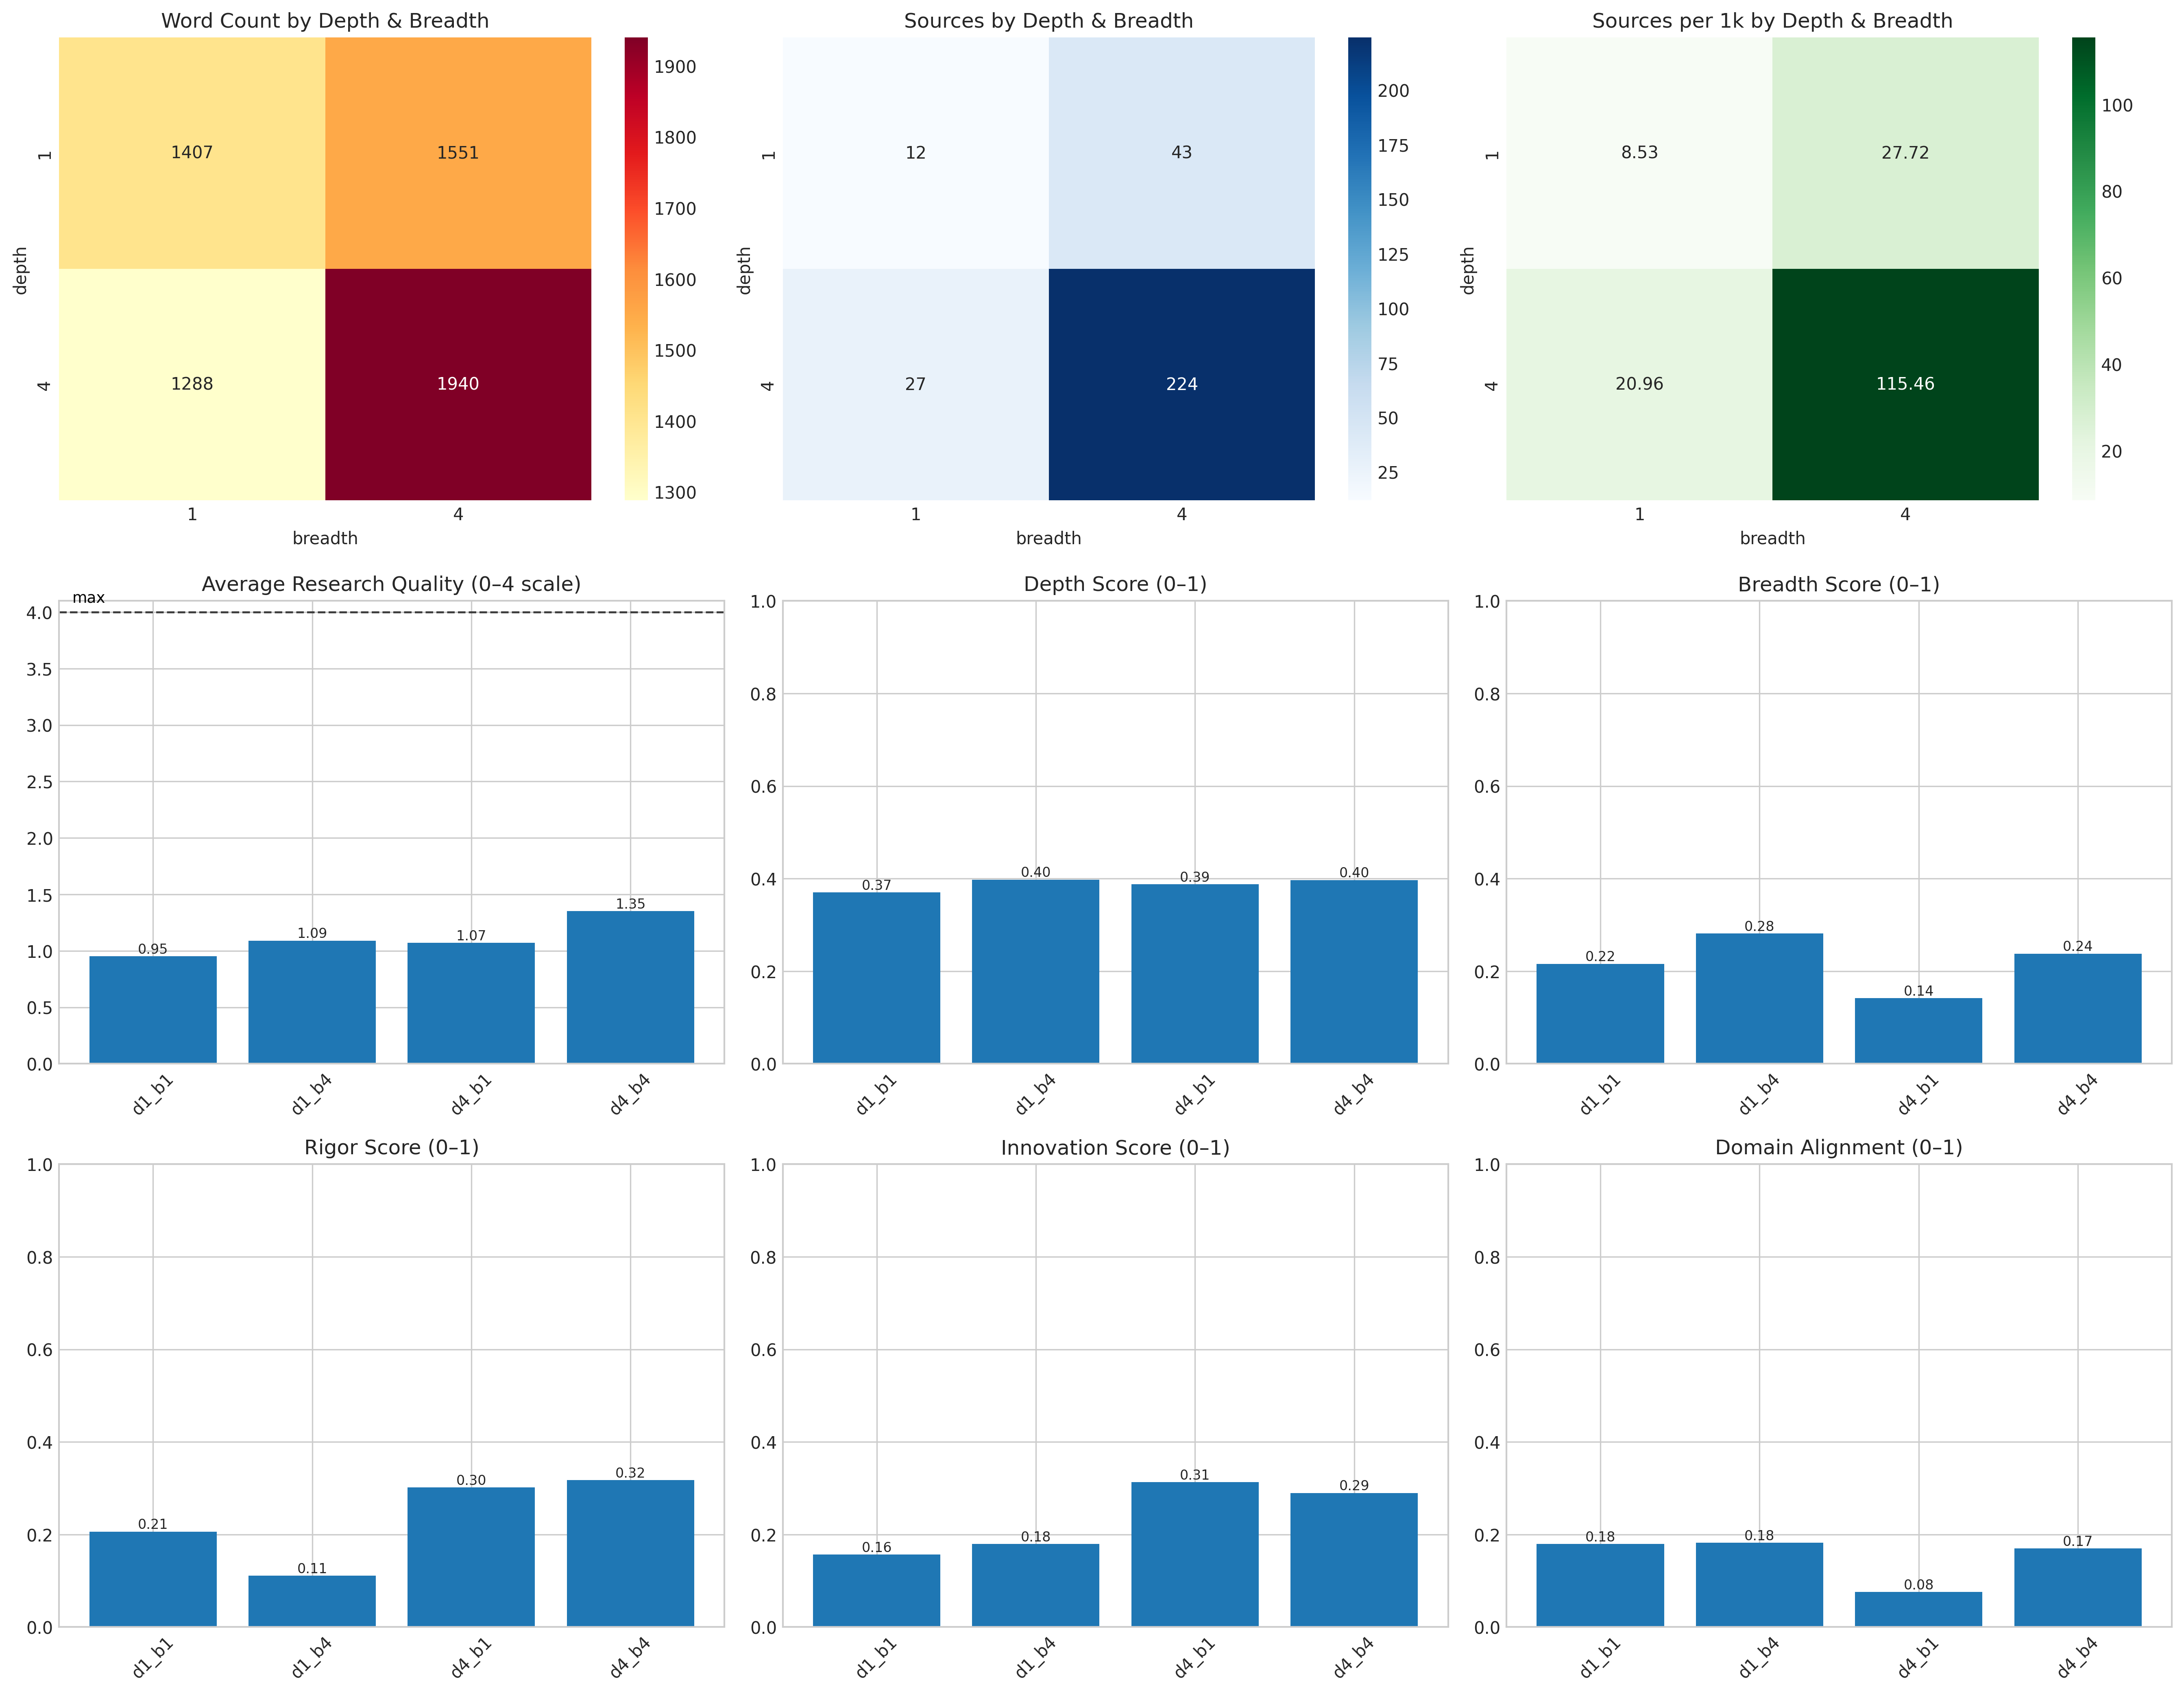 Word Count by Depth & Breadth
1407 1551
1288 1940
1
4
depth
1 4
breadth
1900
1800
1700
1600
1500
1400
1300
Sources by Depth & Breadth
12 43
27 224
1
4
depth
1 4
breadth
200
175
150
125
100
75
50
25
Sources per 1k by Depth & Breadth
8.53 27.72
20.96 115.46
1
4
depth
1 4
breadth
100
80
60
40
20
Average Research Quality (0–4 scale)
max
4.0
3.5
3.0
2.5
2.0
1.5
1.0
0.5
0.0
0.95 1.09 1.07 1.35
d1_b1 d1_b4 d4_b1 d4_b4
Depth Score (0–1)
1.0
0.8
0.6
0.4
0.2
0.0
0.37 0.40 0.39 0.40
d1_b1 d1_b4 d4_b1 d4_b4
Breadth Score (0–1)
1.0
0.8
0.6
0.4
0.2
0.0
0.22 0.28 0.14 0.24
d1_b1 d1_b4 d4_b1 d4_b4
Rigor Score (0–1)
1.0
0.8
0.6
0.4
0.2
0.0
0.21 0.11 0.30 0.32
d1_b1 d1_b4 d4_b1 d4_b4
Innovation Score (0–1)
1.0
0.8
0.6
0.4
0.2
0.0
0.16 0.18 0.31 0.29
d1_b1 d1_b4 d4_b1 d4_b4
Domain Alignment (0–1)
1.0
0.8
0.6
0.4
0.2
0.0
0.18 0.18 0.08 0.17
d1_b1 d1_b4 d4_b1 d4_b4